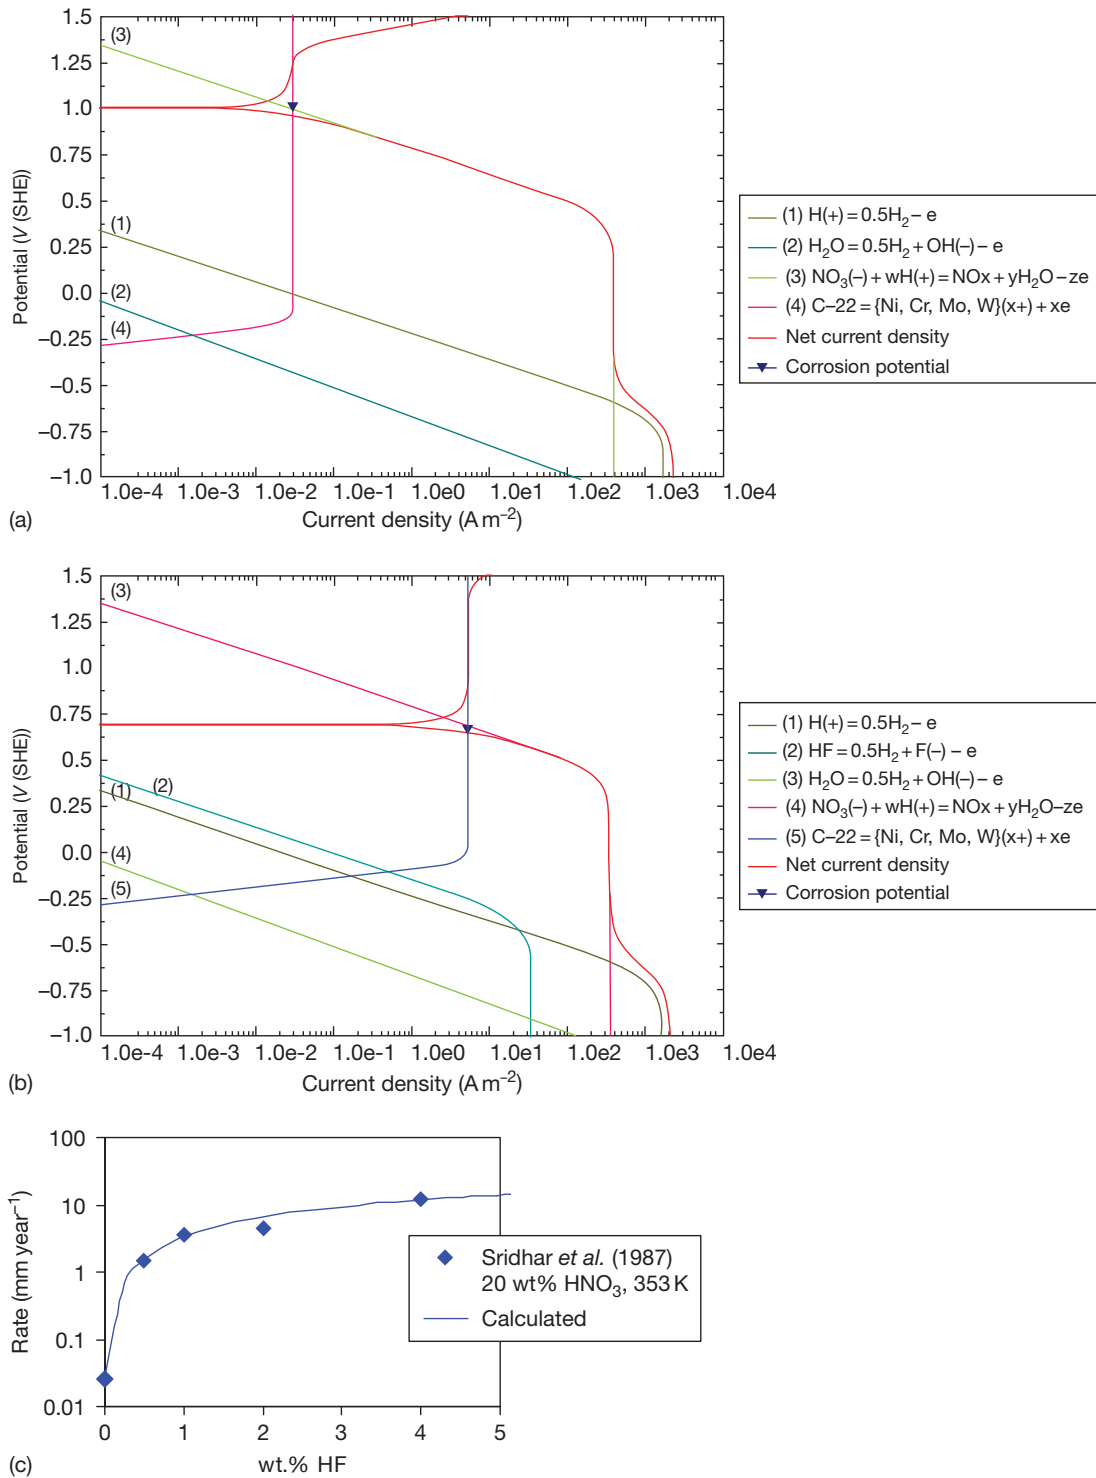 1.5
1.25
1.0
0.75
0.5
0.25
0.0
−0.25
−0.5
−0.75
−1.0
Potential (V (SHE))
(3)
(1)
(2)
(4)
1.0e-4
1.0e-3
1.0e-2
1.0e-1
1.0e0
1.0e1
1.0e2
1.0e3
1.0e4
Current density (A m⁻²)
(a)
(1) H(+) = 0.5H₂ – e
(2) H₂O = 0.5H₂ + OH(–) – e
(3) NO₃(–) + wH(+) = NOx + yH₂O – ze
(4) C–22 = {Ni, Cr, Mo, W}(x+) + xe
Net current density
Corrosion potential
1.5
1.25
1.0
0.75
0.5
0.25
0.0
−0.25
−0.5
−0.75
−1.0
Potential (V (SHE))
(3)
(2)
(1)
(4)
(5)
1.0e-4
1.0e-3
1.0e-2
1.0e-1
1.0e0
1.0e1
1.0e2
1.0e3
1.0e4
Current density (A m⁻²)
(b)
(1) H(+) = 0.5H₂ – e
(2) HF = 0.5H₂ + F(–) – e
(3) H₂O = 0.5H₂ + OH(–) – e
(4) NO₃(–) + wH(+) = NOx + yH₂O–ze
(5) C–22 = {Ni, Cr, Mo, W}(x+) + xe
Net current density
Corrosion potential
100
10
1
0.1
0.01
Rate (mm year⁻¹)
0
1
2
3
4
5
wt.% HF
(c)
Sridhar et al. (1987)
20 wt% HNO₃, 353 K
Calculated